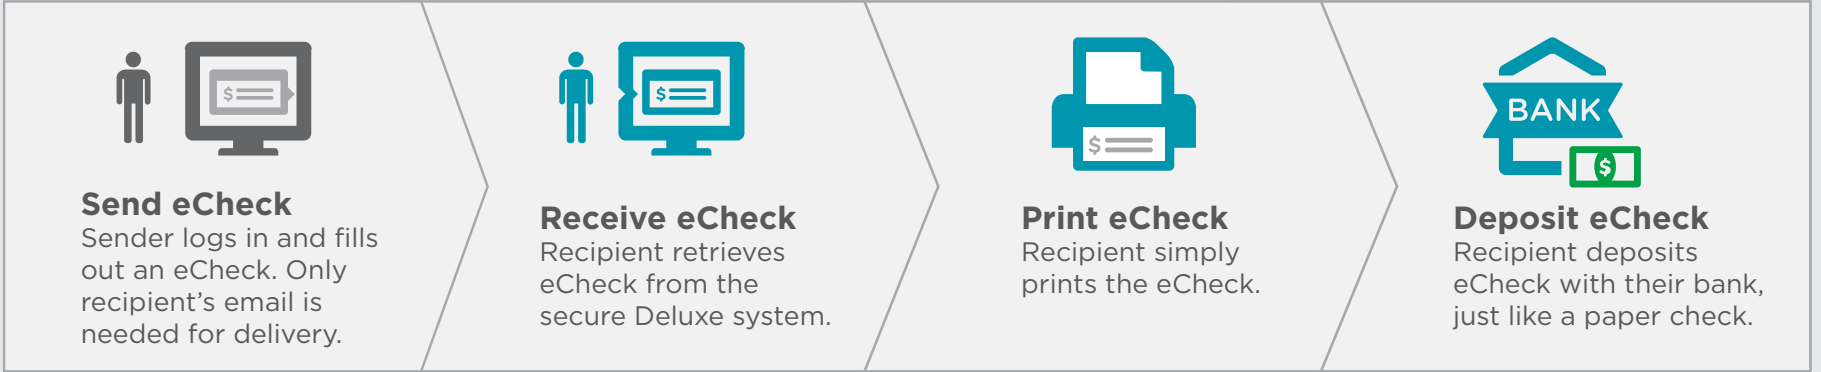 $
Send eCheck
Sender logs in and fills
out an eCheck. Only
recipient’s email is
needed for delivery.
$
Receive eCheck
Recipient retrieves
eCheck from the
secure Deluxe system.
$
Print eCheck
Recipient simply
prints the eCheck.
BANK
$
Deposit eCheck
Recipient deposits
eCheck with their bank,
just like a paper check.